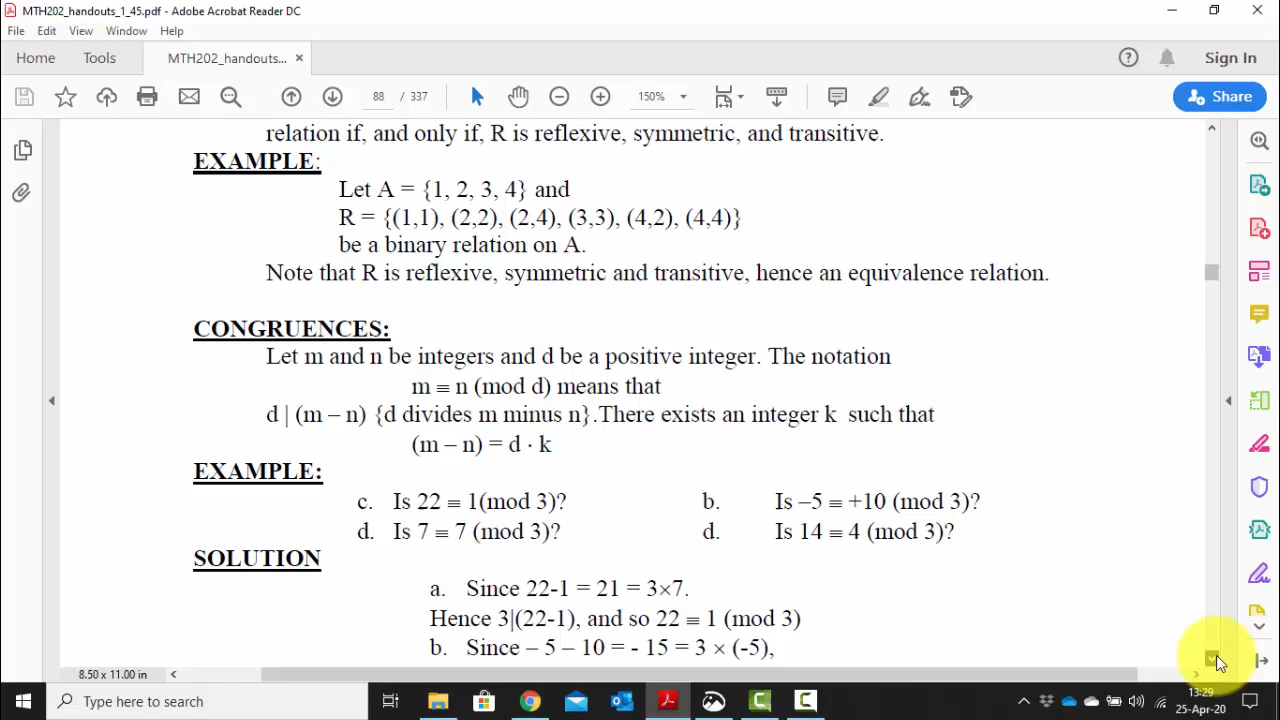 MTH202_handouts_1_45.pdf - Adobe Acrobat Reader DC
File Edit View Window Help
Home Tools MTH202_handouts... × Sign In
88 / 337 150% Share
relation if, and only if, R is reflexive, symmetric, and transitive.
EXAMPLE:
Let A = {1, 2, 3, 4} and
R = {(1,1), (2,2), (2,4), (3,3), (4,2), (4,4)}
be a binary relation on A.
Note that R is reflexive, symmetric and transitive, hence an equivalence relation.
CONGRUENCES:
Let m and n be integers and d be a positive integer. The notation
m ≡ n (mod d) means that
d | (m – n) {d divides m minus n}.There exists an integer k such that
(m – n) = d ⋅ k
EXAMPLE:
c. Is 22 ≡ 1(mod 3)? b. Is –5 ≡ +10 (mod 3)?
d. Is 7 ≡ 7 (mod 3)? d. Is 14 ≡ 4 (mod 3)?
SOLUTION
a. Since 22-1 = 21 = 3×7.
Hence 3|(22-1), and so 22 ≡ 1 (mod 3)
b. Since – 5 – 10 = - 15 = 3 × (-5),
8.50 x 11.00 in
Type here to search
13:29
25-Apr-20